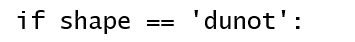 if shape == 'dunot':